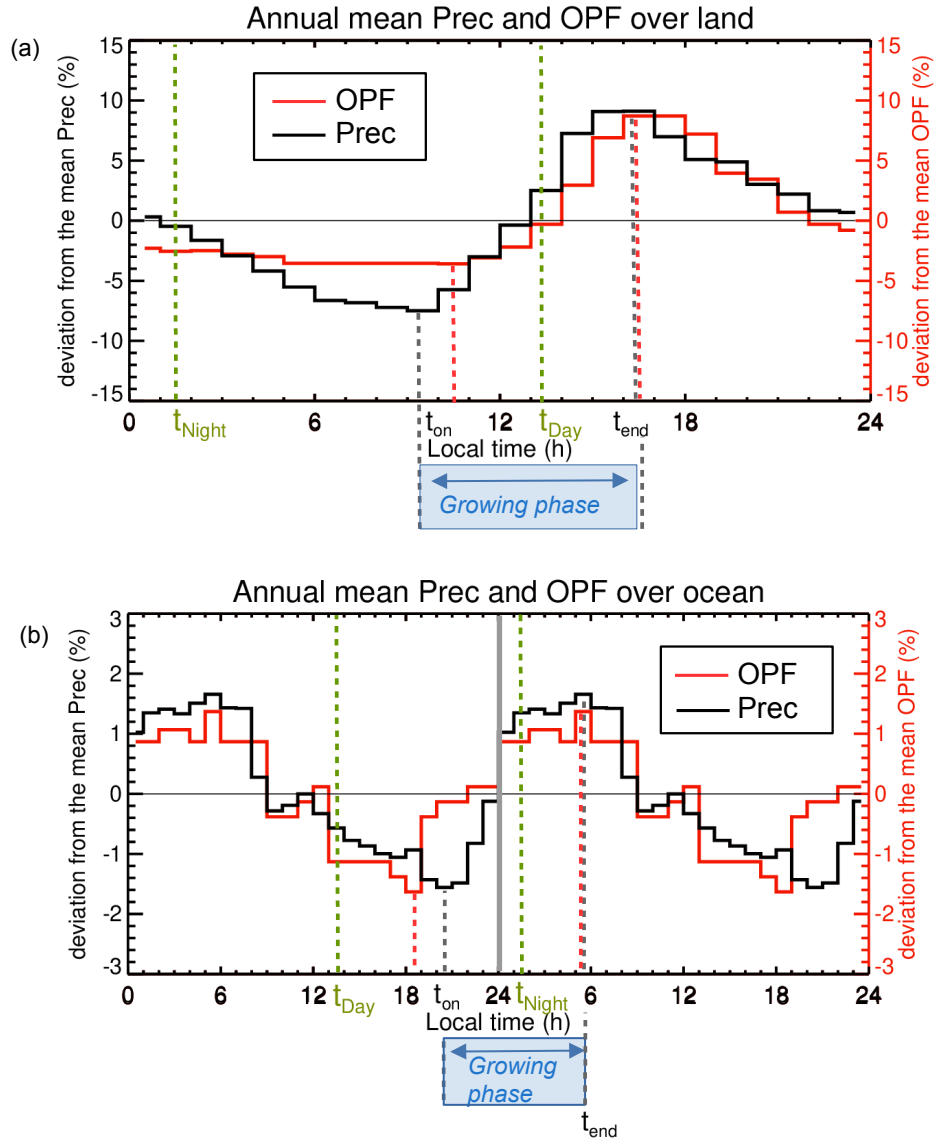 Annual mean Prec and OPF over land
(a)
deviation from the mean Prec (%)
15
10
5
0
-5
-10
-15
OPF
Prec
15
10
5
0
-5
-10
-15
deviation from the mean OPF (%)
0 6 12 18 24
tNight ton tDay tend
Local time (h)
Growing phase
Annual mean Prec and OPF over ocean
(b)
deviation from the mean Prec (%)
3
2
1
0
-1
-2
-3
OPF
Prec
3
2
1
0
-1
-2
-3
deviation from the mean OPF (%)
0 6 12 18 24 6 12 18 24
tDay ton tNight
Local time (h)
Growing
phase
tend